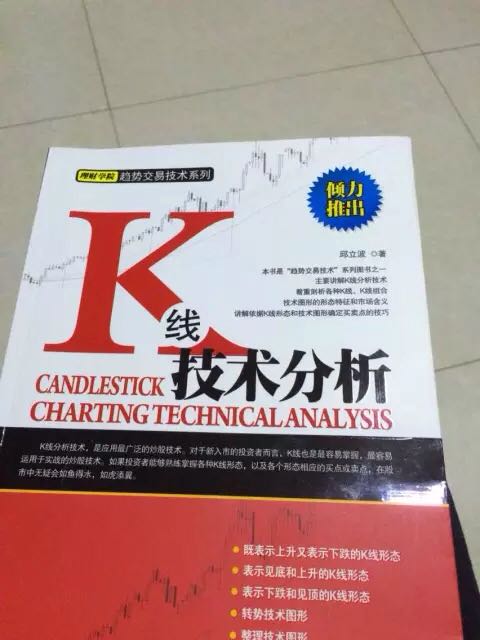 理财学院 趋势交易技术系列
倾力
推出
邱立波 ◎著
本书是“趋势交易技术”系列图书之一
主要讲解K线分析技术
着重剖析各种K线、K线组合
技术图形的形态特征和市场含义
讲解依据K线形态和技术图形确定买卖点的技巧
K线
技术分析
CANDLESTICK
CHARTING TECHNICAL ANALYSIS
K线分析技术，是应用最广泛的炒股技术。对于新入市的投资者而言，K线也是最容易掌握，最容易
运用于实战的炒股技术。如果投资者能够熟练掌握各种K线形态，以及各个形态相应的买点或卖点，在股
市中无疑会如鱼得水，如虎添翼。
既表示上升又表示下跌的K线形态
表示见底和上升的K线形态
表示下跌和见顶的K线形态
转势技术图形
整理技术图形